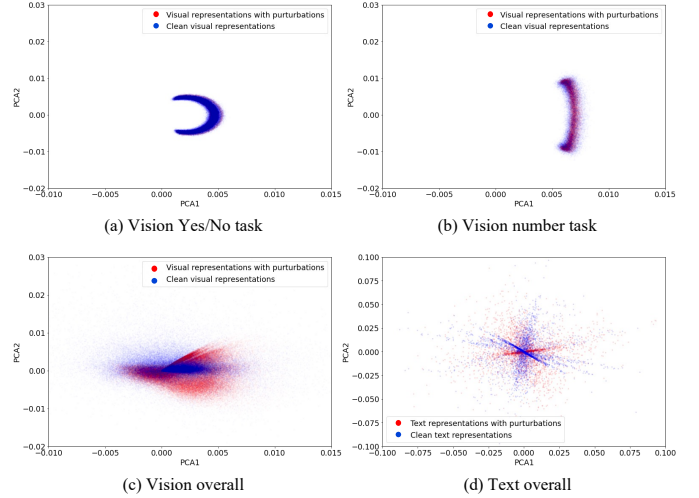 0.03
0.02
0.01
0.00
−0.01
−0.02
−0.010
−0.005
0.000
0.005
0.010
0.015
PCA2
PCA1
Visual representations with purturbations
Clean visual representations
(a) Vision Yes/No task
0.03
0.02
0.01
0.00
−0.01
−0.02
−0.010
−0.005
0.000
0.005
0.010
0.015
PCA2
PCA1
Visual representations with purturbations
Clean visual representations
(b) Vision number task
0.03
0.02
0.01
0.00
−0.01
−0.02
−0.010
−0.005
0.000
0.005
0.010
0.015
PCA2
PCA1
Visual representations with purturbations
Clean visual representations
(c) Vision overall
0.100
0.075
0.050
0.025
0.000
−0.025
−0.050
−0.075
−0.100
−0.100
−0.075
−0.050
−0.025
0.000
0.025
0.050
0.075
0.100
PCA2
PCA1
Text representations with purturbations
Clean text representations
(d) Text overall